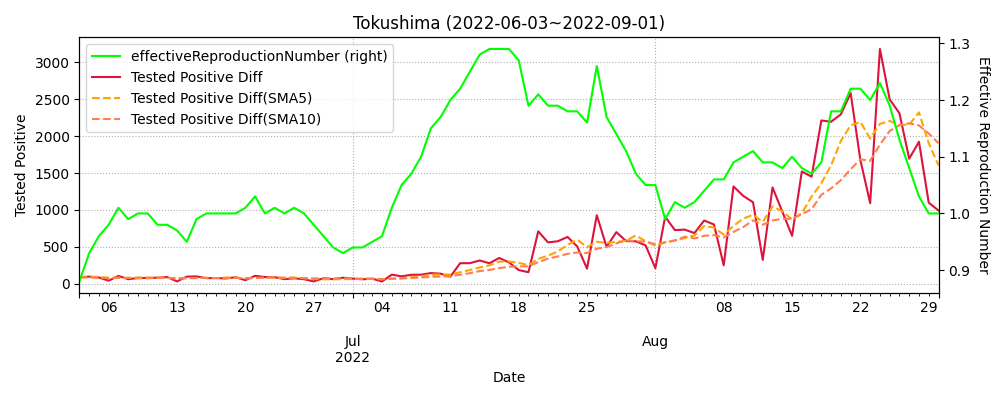 Tokushima (2022-06-03~2022-09-01)
effectiveReproductionNumber (right)
Tested Positive Diff
Tested Positive Diff(SMA5)
Tested Positive Diff(SMA10)
Tested Positive
3000
2500
2000
1500
1000
500
0
1.3
1.2
1.1
1.0
0.9
Effective Reproduction Number
06 13 20 27 04 11 18 25 08 15 22 29
Jul Aug
2022
Date